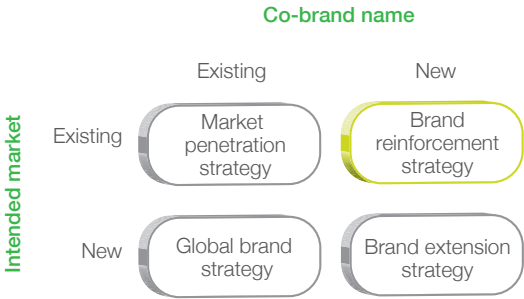 Co-brand name
Existing
New
Intended market
Existing
Market
penetration
strategy
Brand
reinforcement
strategy
New
Global brand
strategy
Brand extension
strategy